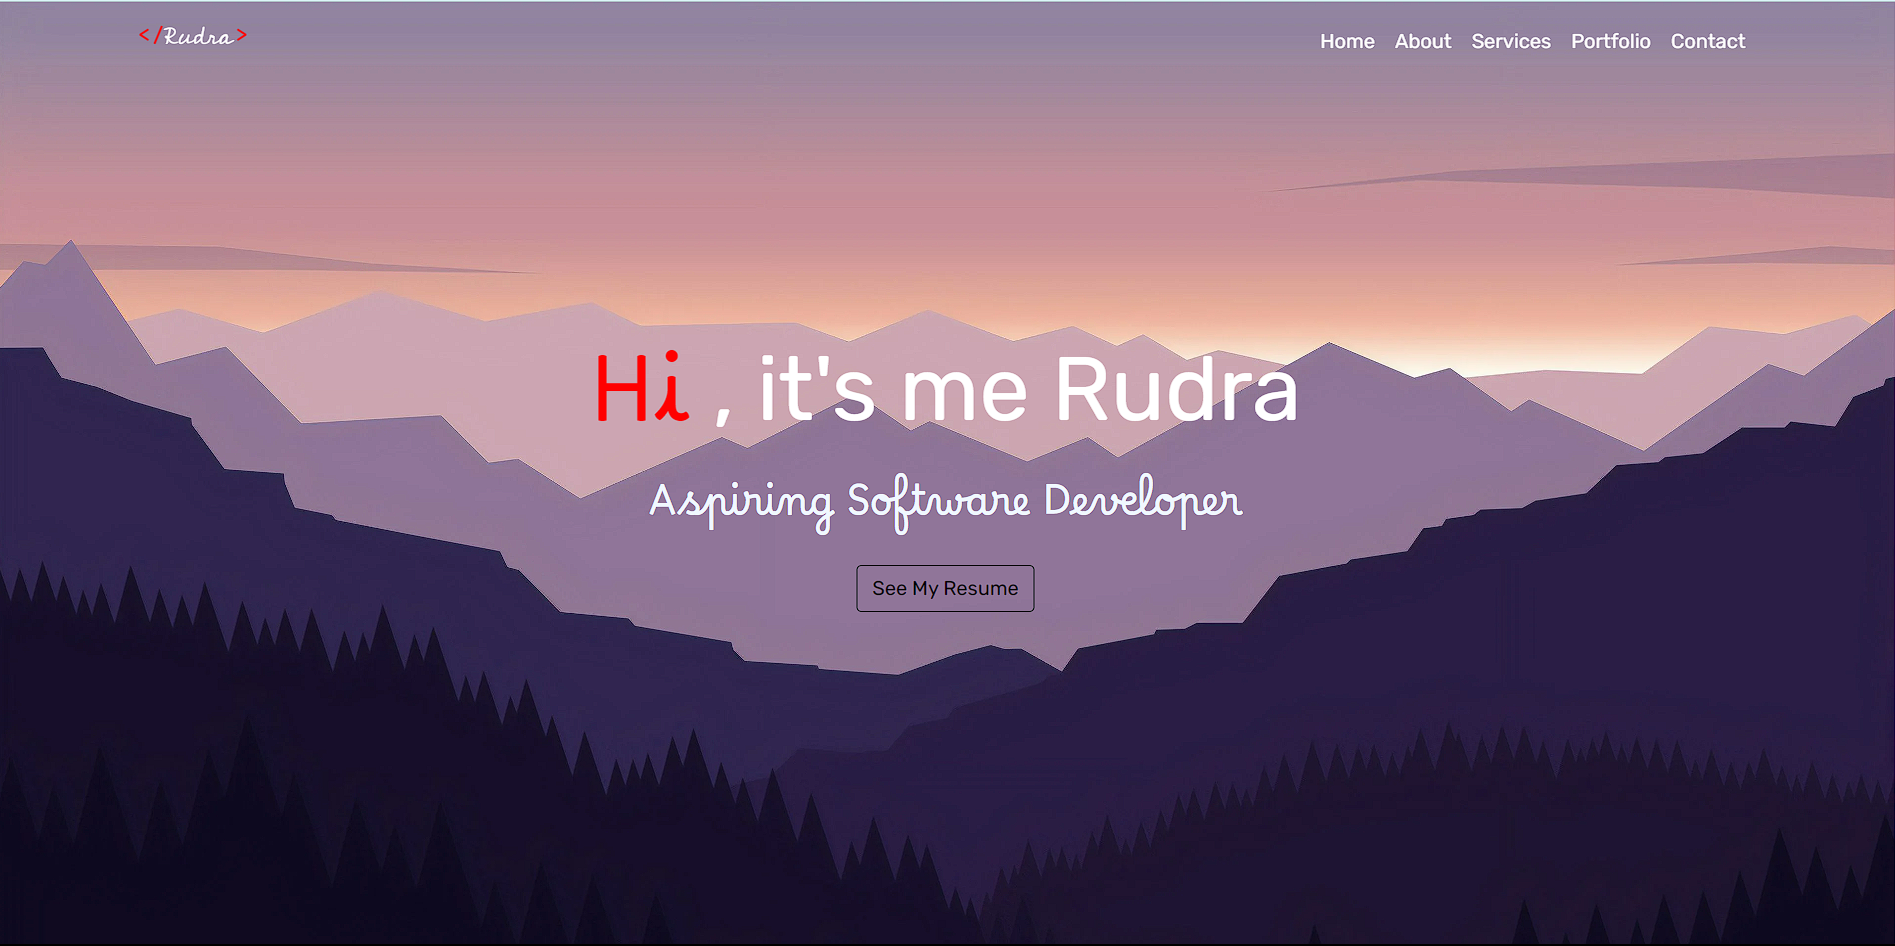 </Rudra>
Home About Services Portfolio Contact
Hi , it's me Rudra
Aspiring Software Developer
See My Resume